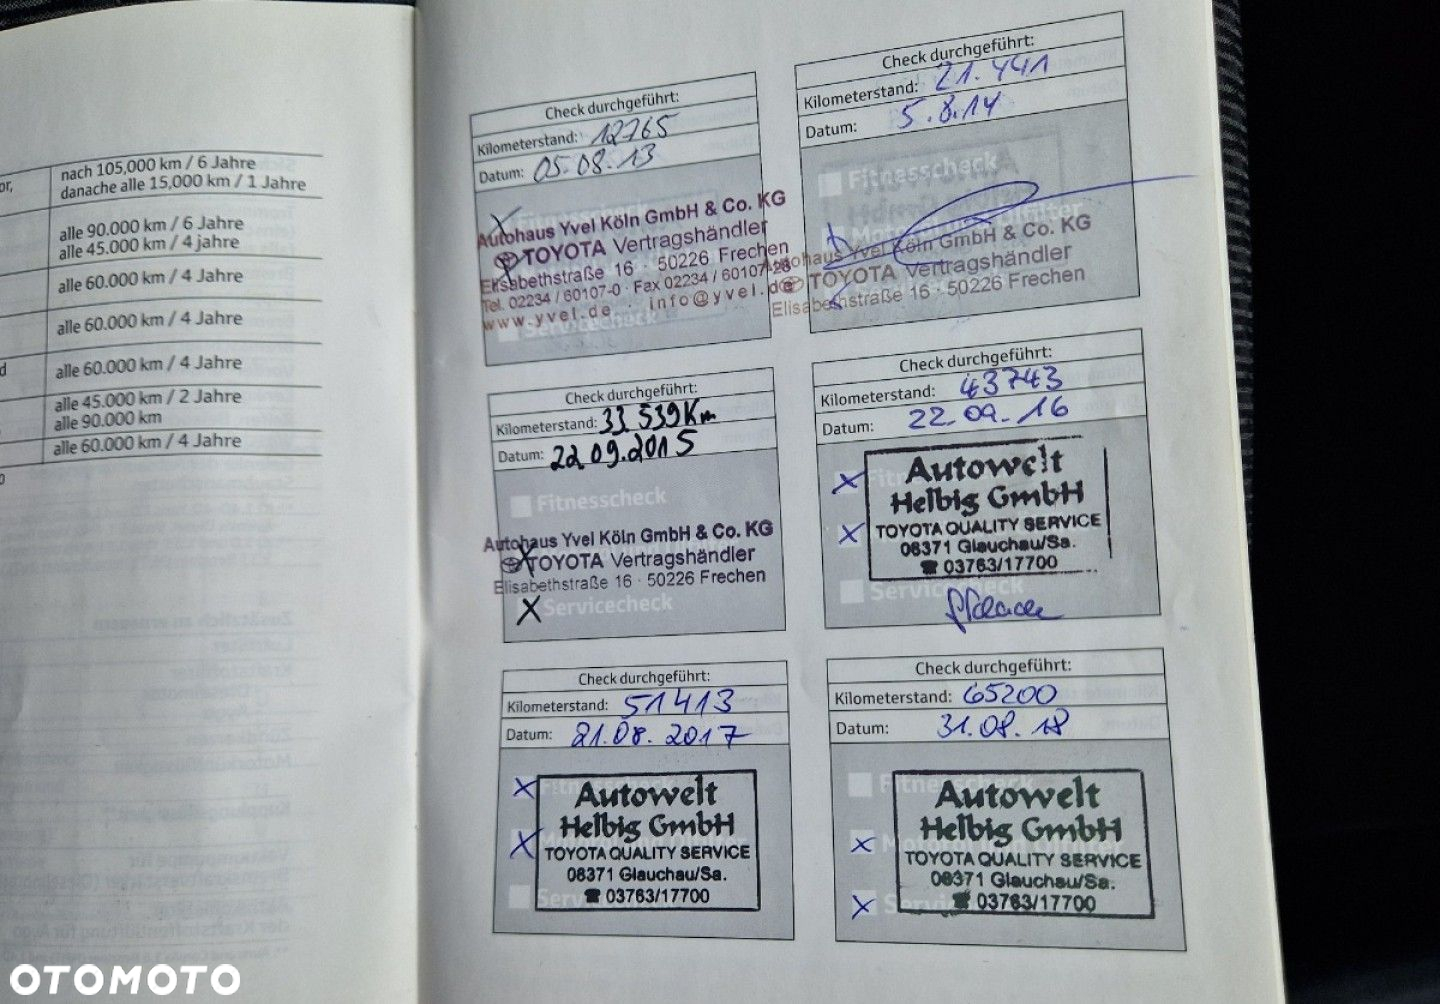 or,
nach 105,000 km / 6 Jahre
danache alle 15,000 km / 1 Jahre
alle 90.000 km / 6 Jahre
alle 45.000 km / 4 jahre
alle 60.000 km / 4 Jahre
alle 60.000 km / 4 Jahre
d
alle 60.000 km / 4 Jahre
alle 45.000 km / 2 Jahre
alle 90.000 km
alle 60.000 km / 4 Jahre
Check durchgeführt:
Kilometerstand: 12765
Datum: 05.08.13
Autohaus Yvel Köln GmbH & Co. KG
TOYOTA Vertragshändler
Elisabethstraße 16 · 50226 Frechen
Tel. 02234 / 60107-0 · Fax 02234 / 60107-26
www.yvel.de info@yvel.de
Servicecheck
Check durchgeführt:
Kilometerstand: 21.441
Datum: 5.8.14
Fitnesscheck
Autohaus Yvel Köln GmbH & Co. KG
TOYOTA Vertragshändler
Elisabethstraße 16 · 50226 Frechen
Check durchgeführt:
Kilometerstand: 33 539 Km
Datum: 22.09.2015
Fitnesscheck
Autohaus Yvel Köln GmbH & Co. KG
TOYOTA Vertragshändler
Elisabethstraße 16 · 50226 Frechen
Servicecheck
Check durchgeführt:
Kilometerstand: 43743
Datum: 22.09.16
Autowelt
Helbig GmbH
TOYOTA QUALITY SERVICE
08371 Glauchau/Sa.
☎ 03763/17700
Servicecheck
Check durchgeführt:
Kilometerstand: 51413
Datum: 21.08.2017
Autowelt
Helbig GmbH
TOYOTA QUALITY SERVICE
08371 Glauchau/Sa.
☎ 03763/17700
Check durchgeführt:
Kilometerstand: 65200
Datum: 31.08.18
Autowelt
Helbig GmbH
TOYOTA QUALITY SERVICE
08371 Glauchau/Sa.
☎ 03763/17700
OTOMOTO